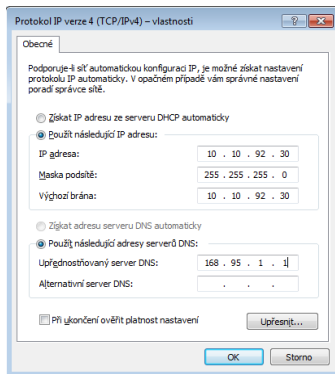 Protokol IP verze 4 (TCP/IPv4) – vlastnosti
Obecné
Podporuje-li síť automatickou konfiguraci IP, je možné získat nastavení
protokolu IP automaticky. V opačném případě vám správné nastavení
poradí správce sítě.
Získat IP adresu ze serveru DHCP automaticky
Použít následující IP adresu:
IP adresa: 10 . 10 . 92 . 30
Maska podsítě: 255 . 255 . 255 . 0
Výchozí brána: 10 . 10 . 92 . 30
Získat adresu serveru DNS automaticky
Použít následující adresy serverů DNS:
Upřednostňovaný server DNS: 168 . 95 . 1 . 1
Alternativní server DNS: . . .
Při ukončení ověřit platnost nastavení
Upřesnit...
OK Storno